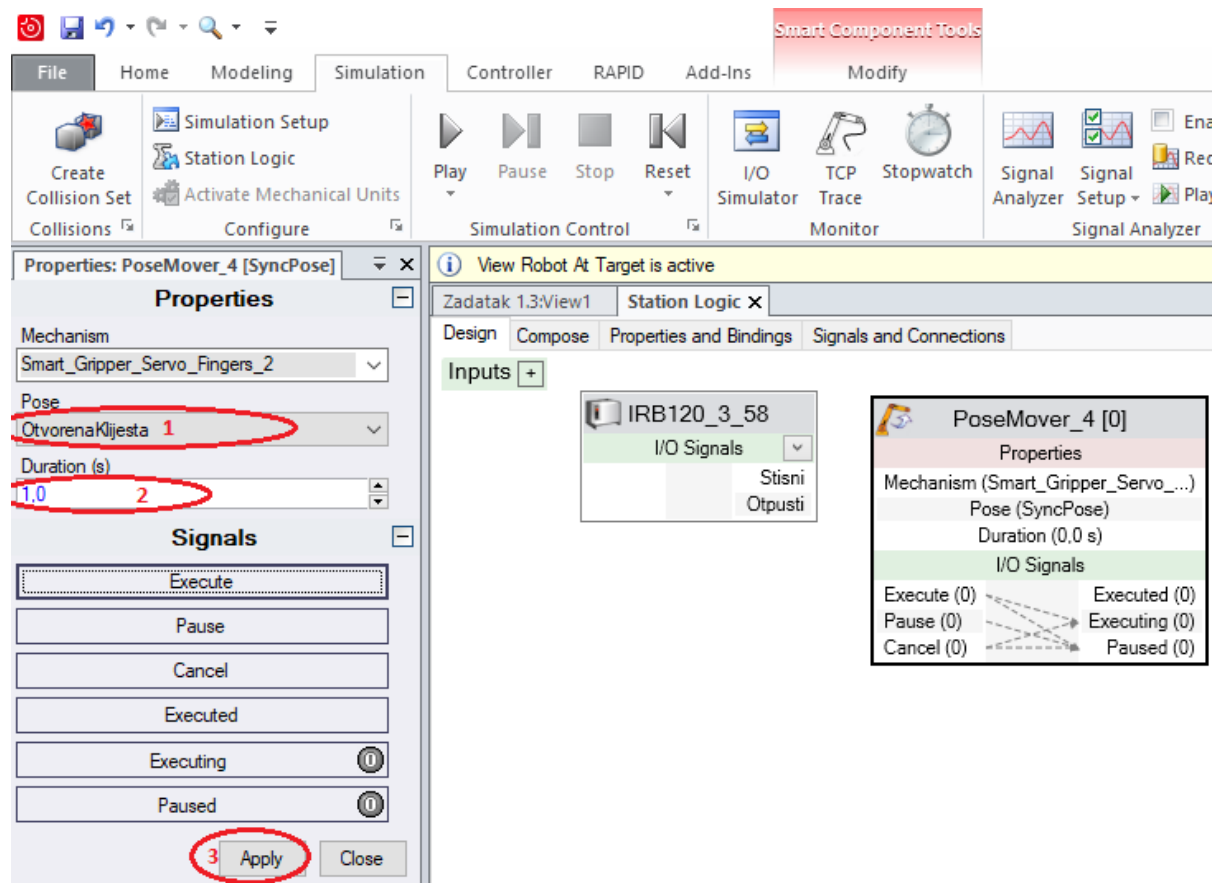 Smart Component Tools
File Home Modeling Simulation Controller RAPID Add-Ins Modify
Create Collision Set
Simulation Setup
Station Logic
Activate Mechanical Units
Play Pause Stop Reset
I/O Simulator
TCP Trace
Stopwatch
Signal Analyzer
Signal Setup
Ena
Rec
Play
Collisions Configure Simulation Control Monitor Signal Analyzer
Properties: PoseMover_4 [SyncPose]
Properties
Mechanism
Smart_Gripper_Servo_Fingers_2
Pose
OtvorenaKlijesta 1
Duration (s)
1,0 2
Signals
Execute
Pause
Cancel
Executed
Executing
Paused
3 Apply Close
View Robot At Target is active
Zadatak 1.3:View1 Station Logic
Design Compose Properties and Bindings Signals and Connections
Inputs +
IRB120_3_58
I/O Signals
Stisni
Otpusti
PoseMover_4 [0]
Properties
Mechanism (Smart_Gripper_Servo_...)
Pose (SyncPose)
Duration (0,0 s)
I/O Signals
Execute (0) Executed (0)
Pause (0) Executing (0)
Cancel (0) Paused (0)